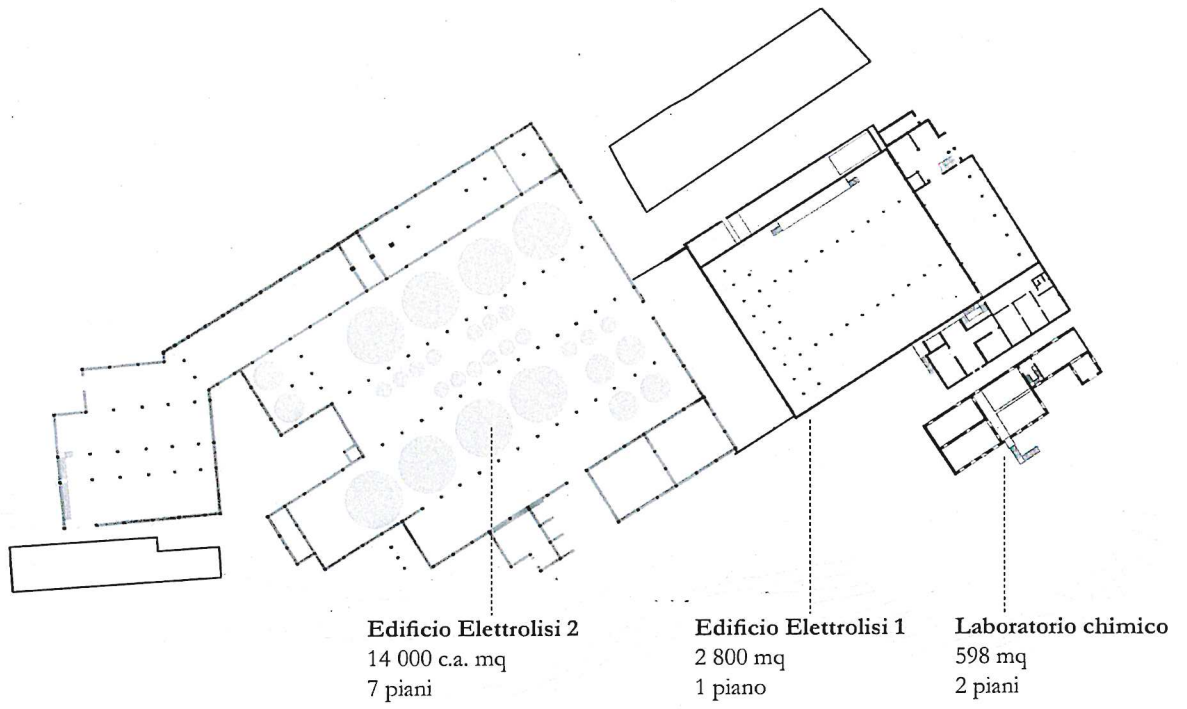 Edificio Elettrolisi 2
14 000 c.a. mq
7 piani
Edificio Elettrolisi 1
2 800 mq
1 piano
Laboratorio chimico
598 mq
2 piani